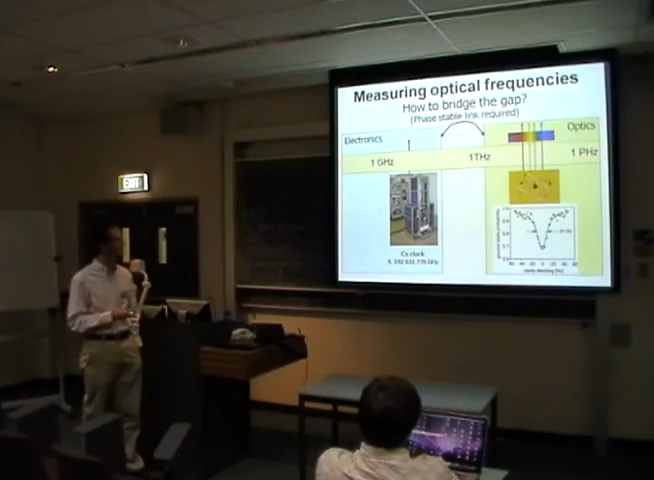 Measuring optical frequencies
How to bridge the gap?
(Phase stable link required)
Electronics
Optics
1 GHz
1THz
1 PHz
Cs clock
EXIT